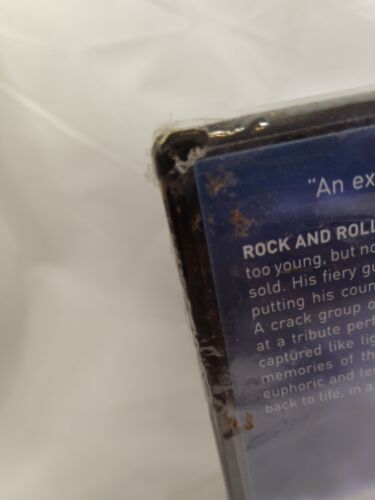 "An ex
ROCK AND ROLL
too young, but no
sold. His fiery gu
putting his coun
A crack group o
at a tribute perf
captured like lig
memories of th
euphoric and ter
back to life, in a